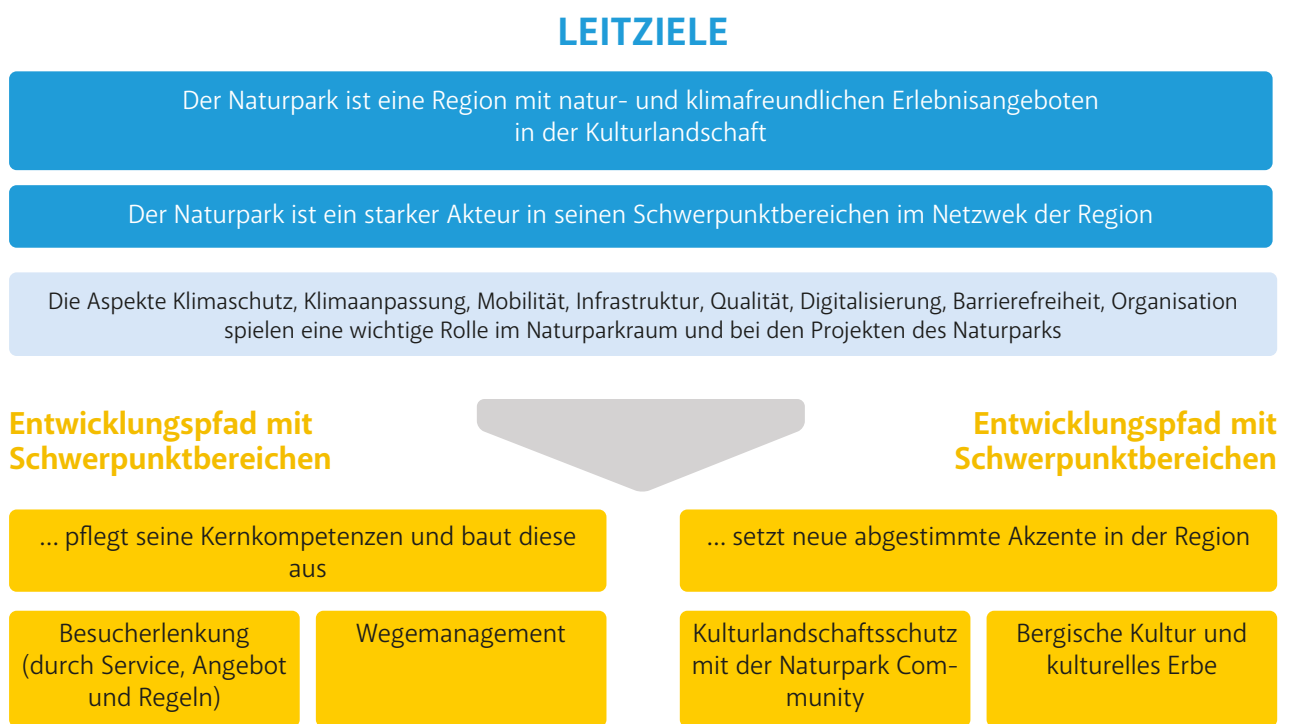 LEITZIELE
Der Naturpark ist eine Region mit natur- und klimafreundlichen Erlebnisangeboten
in der Kulturlandschaft
Der Naturpark ist ein starker Akteur in seinen Schwerpunktbereichen im Netzwek der Region
Die Aspekte Klimaschutz, Klimaanpassung, Mobilität, Infrastruktur, Qualität, Digitalisierung, Barrierefreiheit, Organisation
spielen eine wichtige Rolle im Naturparkraum und bei den Projekten des Naturparks
Entwicklungspfad mit
Schwerpunktbereichen
... pflegt seine Kernkompetenzen und baut diese
aus
Besucherlenkung
(durch Service, Angebot
und Regeln)
Wegemanagement
Entwicklungspfad mit
Schwerpunktbereichen
... setzt neue abgestimmte Akzente in der Region
Kulturlandschaftsschutz
mit der Naturpark Com-
munity
Bergische Kultur und
kulturelles Erbe